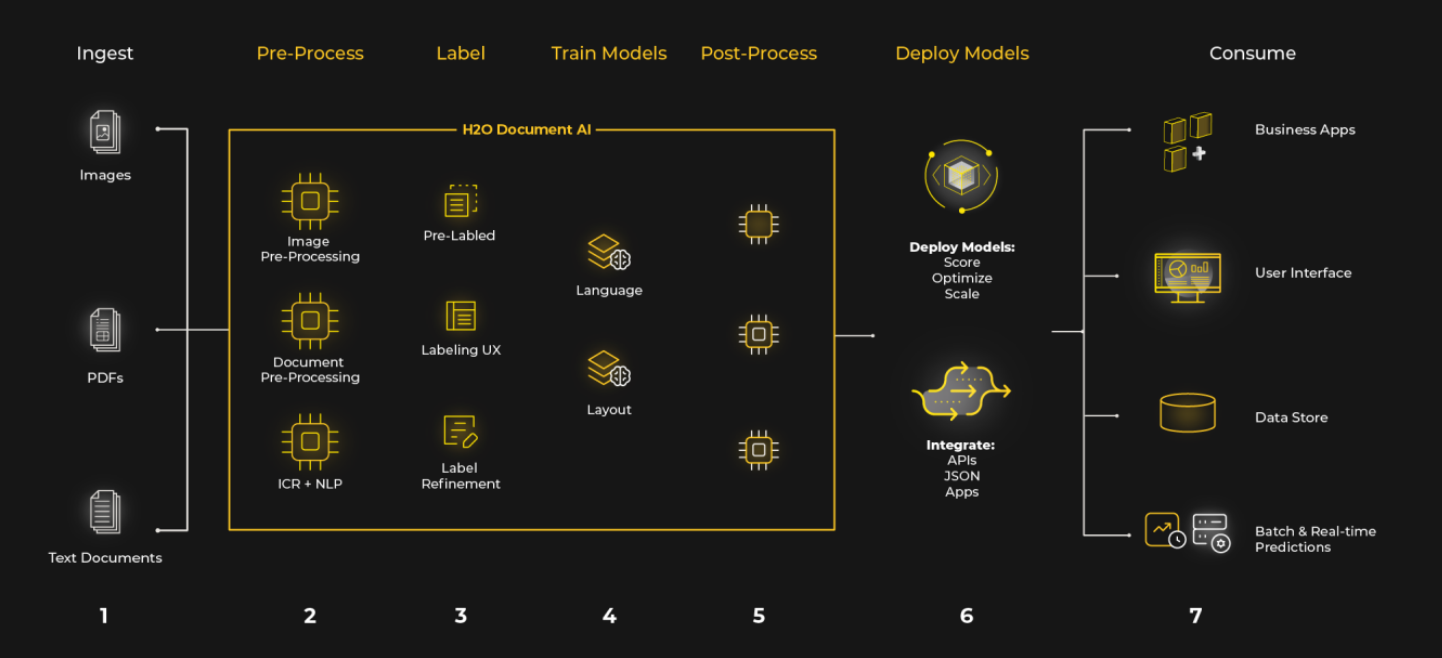 Ingest
Pre-Process
Label
Train Models
Post-Process
Deploy Models
Consume
H2O Document AI
Images
PDFs
Text Documents
Image
Pre-Processing
Document
Pre-Processing
ICR + NLP
Pre-Labled
Labeling UX
Label
Refinement
Language
Layout
Deploy Models:
Score
Optimize
Scale
Integrate:
APIs
JSON
Apps
Business Apps
User Interface
Data Store
Batch & Real-time
Predictions
1
2
3
4
5
6
7